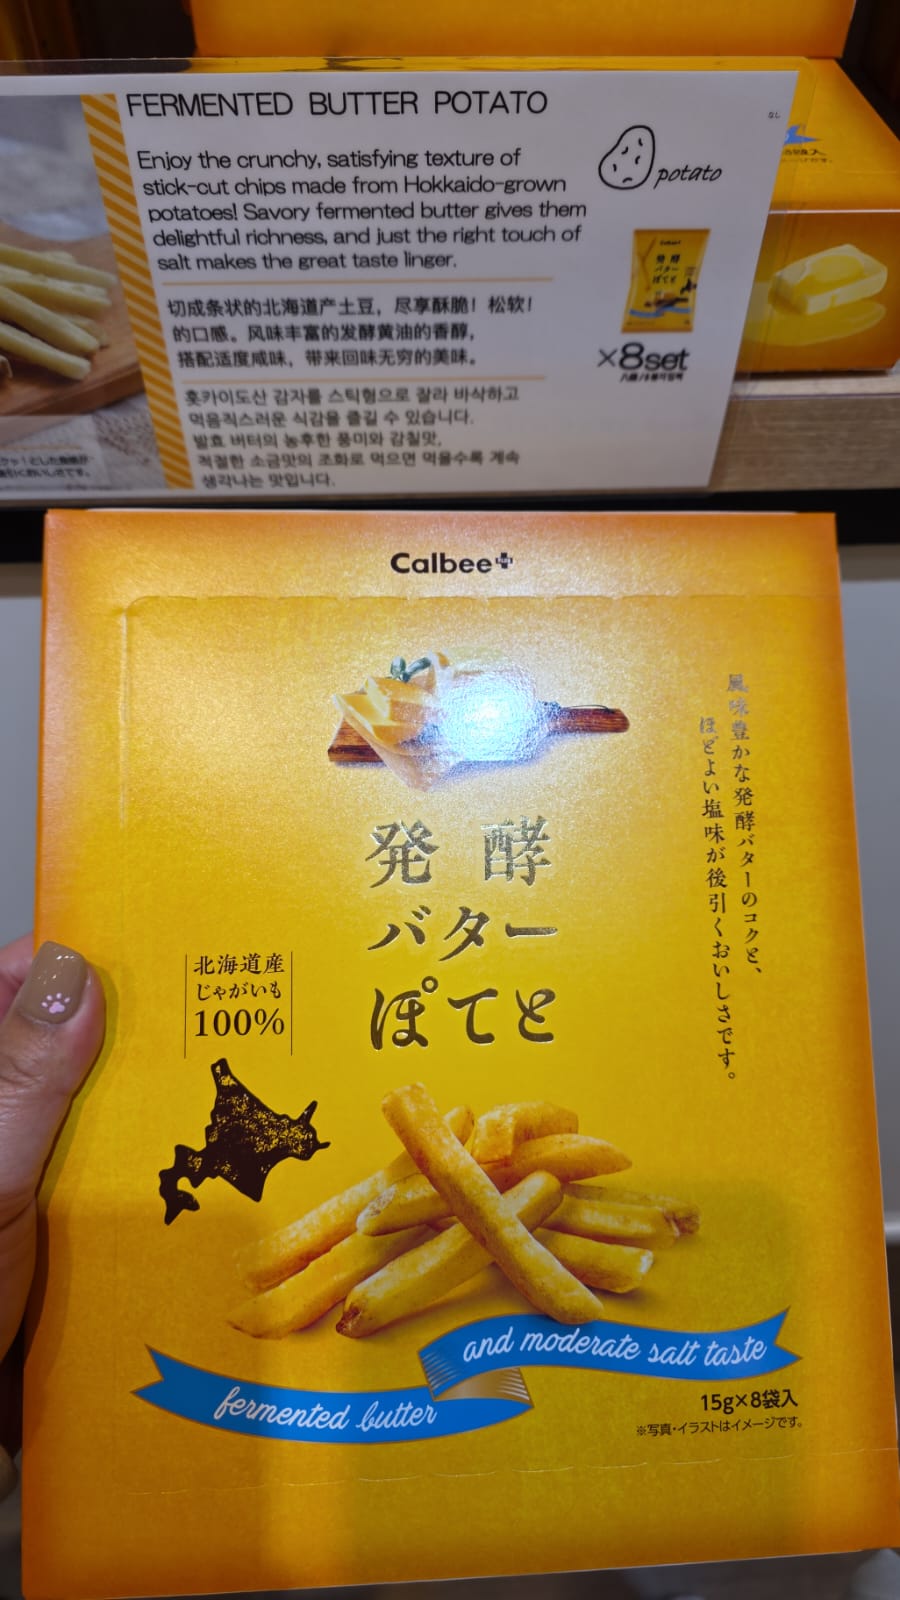 FERMENTED BUTTER POTATO
Enjoy the crunchy, satisfying texture of
stick-cut chips made from Hokkaido-grown
potatoes! Savory fermented butter gives them
delightful richness, and just the right touch of
salt makes the great taste linger.
切成条状的北海道产土豆，尽享酥脆！松软！
的口感。风味丰富的发酵黄油的香醇，
搭配适度咸味，带来回味无穷的美味。
홋카이도산 감자를 스틱형으로 잘라 바삭하고
먹음직스러운 식감을 즐길 수 있습니다.
발효 버터의 농후한 풍미와 감칠맛,
적절한 소금맛의 조화로 먹으면 먹을수록 계속
생각나는 맛입니다.
なし
potato
Calbee
発酵
バター
ぽてと
×8set
Calbee+
発酵
バター
ぽてと
風味豊かな発酵バターのコクと、
ほどよい塩味が後引くおいしさです。
北海道産
じゃがいも
100%
fermented butter
and moderate salt taste
15g×8袋入
※写真・イラストはイメージです。